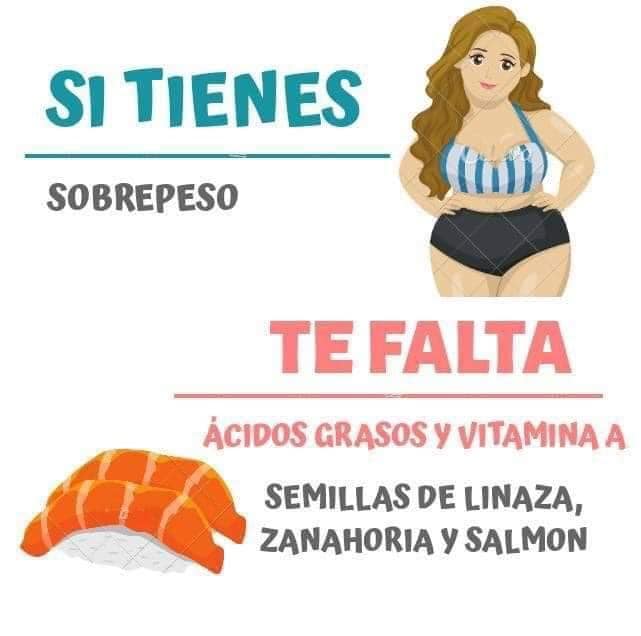 SI TIENES
SOBREPESO
TE FALTA
ÁCIDOS GRASOS Y VITAMINA A
SEMILLAS DE LINAZA,
ZANAHORIA Y SALMON